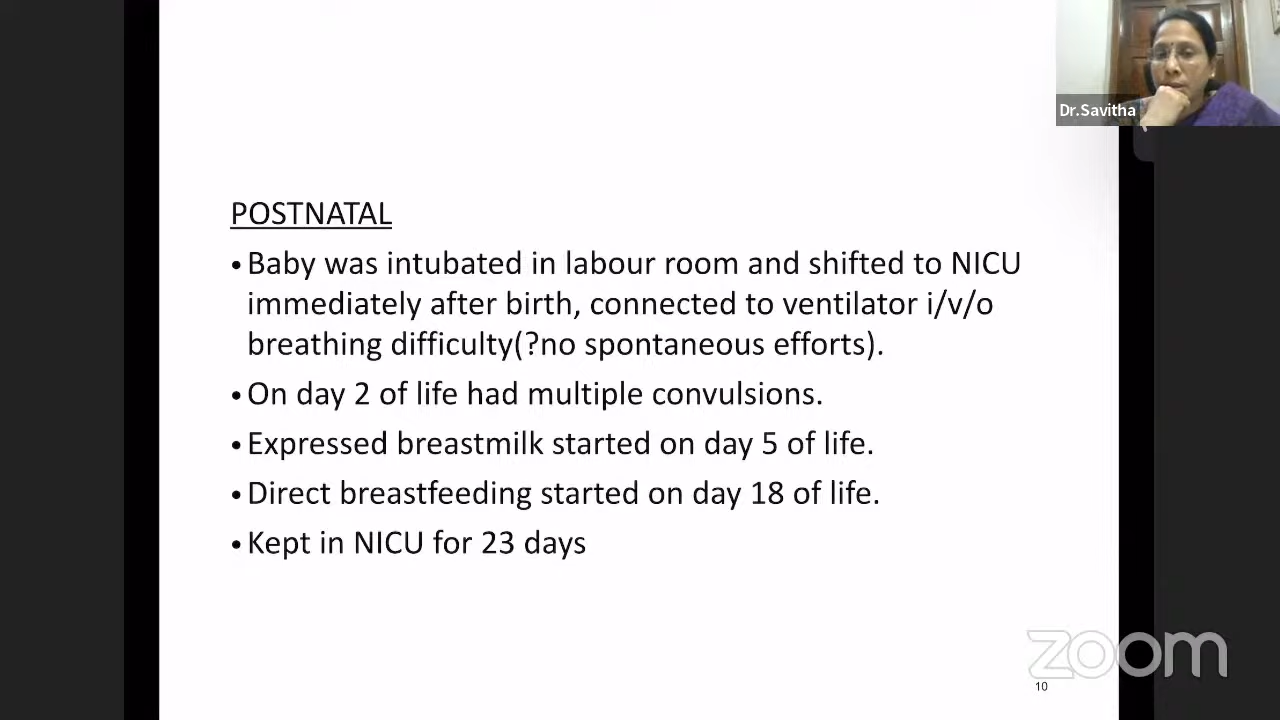 Dr.Savitha
POSTNATAL
•Baby was intubated in labour room and shifted to NICU
immediately after birth, connected to ventilator i/v/o
breathing difficulty(?no spontaneous efforts).
•On day 2 of life had multiple convulsions.
•Expressed breastmilk started on day 5 of life.
•Direct breastfeeding started on day 18 of life.
•Kept in NICU for 23 days
zoom
10